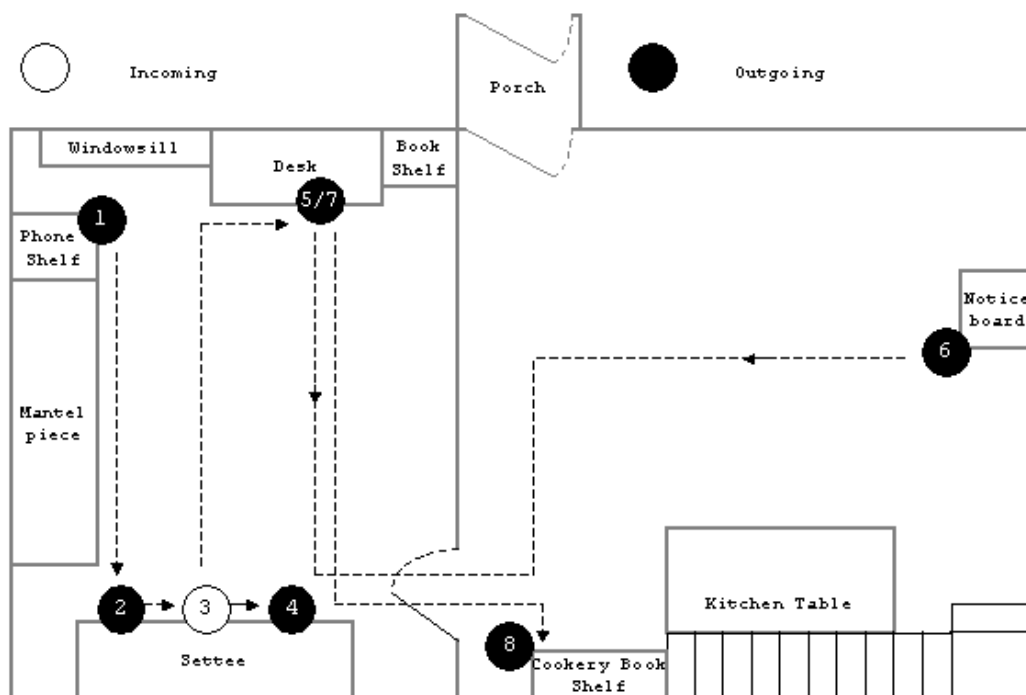 Incoming
Outgoing
Porch
Windowsill
Desk
Book
Shelf
5/7
1
Phone
Shelf
Notice
board
6
Mantel
piece
2
3
4
Settee
8
Kitchen Table
Cookery Book
Shelf